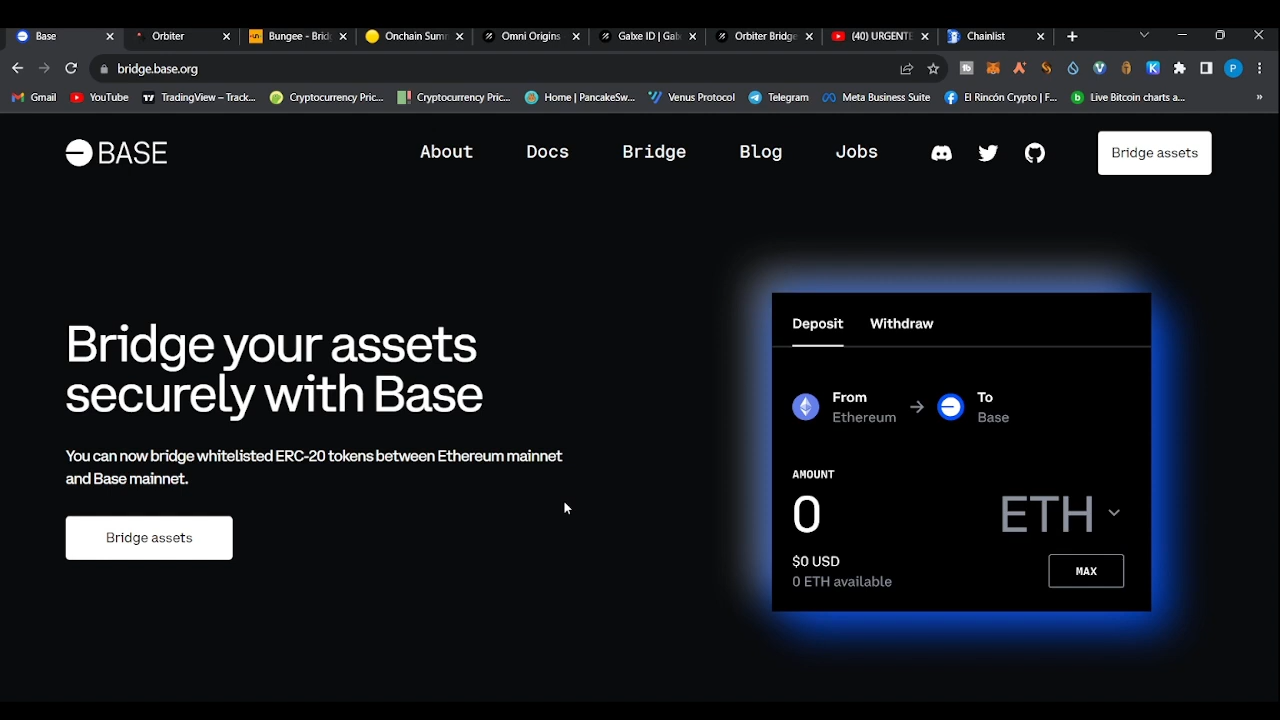 Base
Orbiter
Bungee - Brid
Onchain Sum
Omni Origins
Galxe ID | Gal
Orbiter Bridge
(40) URGENTE
Chainlist
bridge.base.org
Gmail
YouTube
TradingView – Track...
Cryptocurrency Pric...
Cryptocurrency Pric...
Home | PancakeSw...
Venus Protocol
Telegram
Meta Business Suite
El Rincón Crypto | F...
Live Bitcoin charts a...
»
BASE
About
Docs
Bridge
Blog
Jobs
Bridge assets
Bridge your assets
securely with Base
You can now bridge whitelisted ERC-20 tokens between Ethereum mainnet
and Base mainnet.
Bridge assets
Deposit Withdraw
From To
Ethereum Base
AMOUNT
0 ETH
$0 USD
0 ETH available
MAX